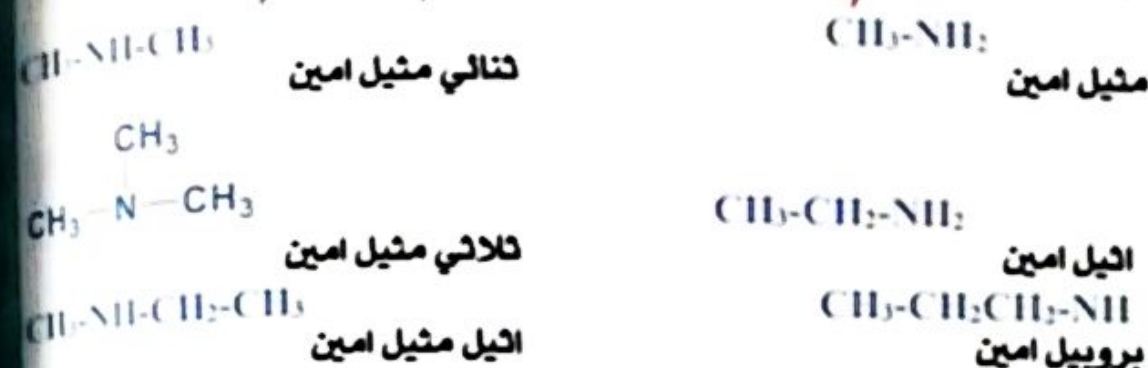 CH₃-NH₂
مثيل امين
CH₃-NH-CH₃
ثنائي مثيل امين
CH₃-CH₂-NH₂
اثيل امين
CH₃
CH₃-N-CH₃
ثلاثي مثيل امين
CH₃-CH₂CH₂-NH
بروبيل امين
CH₃-NH-CH₂-CH₃
اثيل مثيل امين